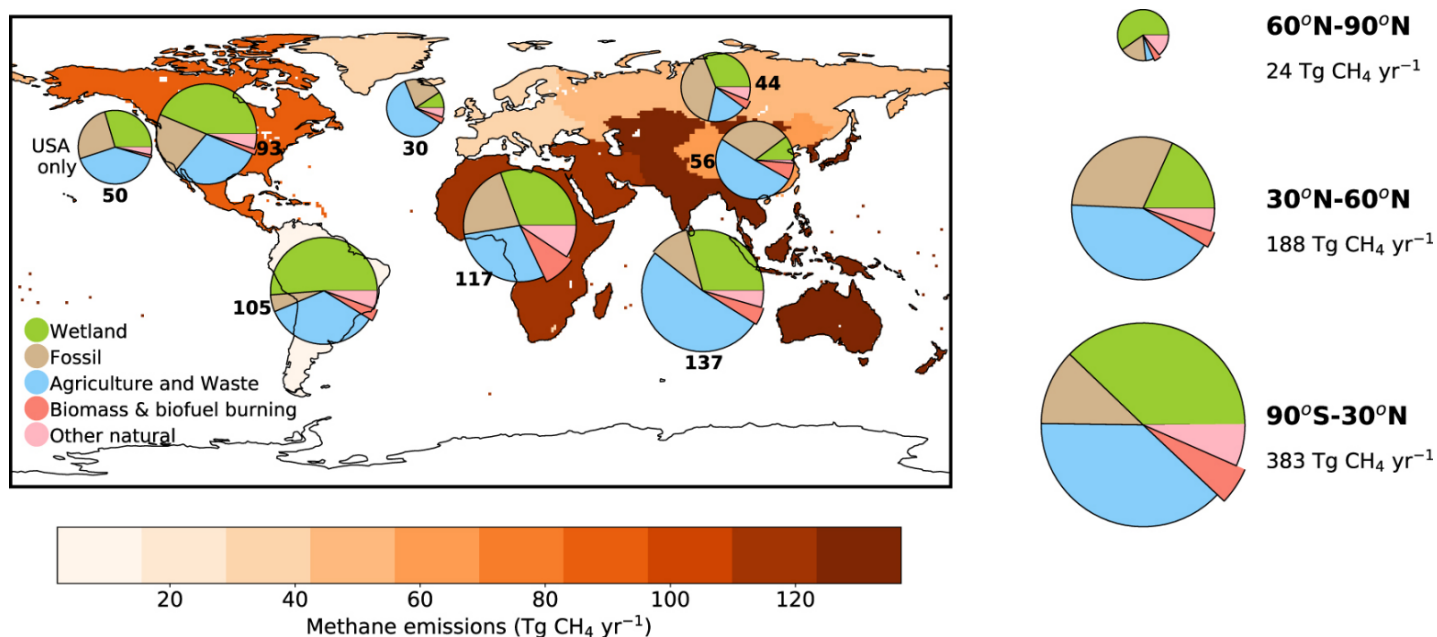 USA
only
50
93
30
44
56
117
105
137
Wetland
Fossil
Agriculture and Waste
Biomass & biofuel burning
Other natural
20 40 60 80 100 120
Methane emissions (Tg CH₄ yr⁻¹)
60°N-90°N
24 Tg CH₄ yr⁻¹
30°N-60°N
188 Tg CH₄ yr⁻¹
90°S-30°N
383 Tg CH₄ yr⁻¹